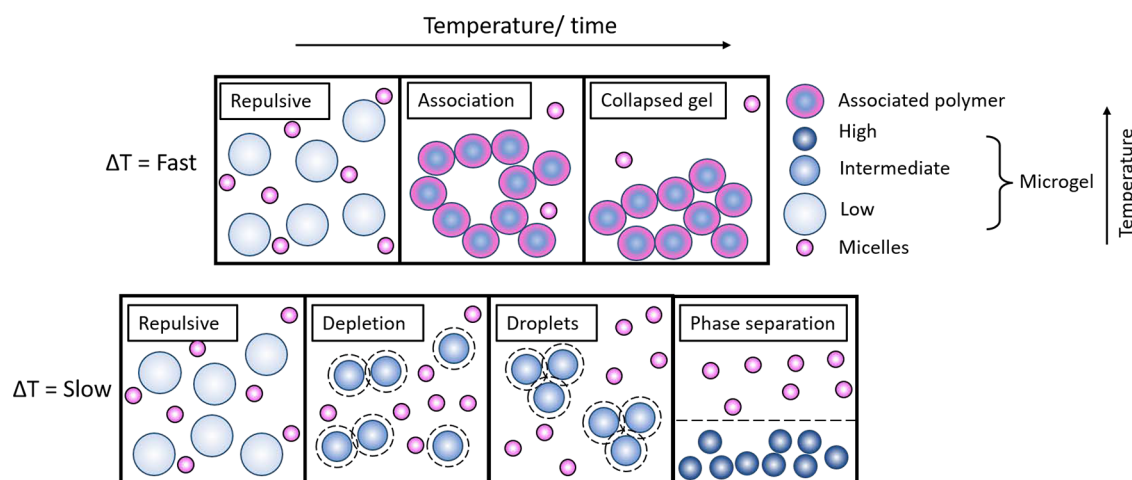 Temperature/ time
ΔT = Fast
Repulsive
Association
Collapsed gel
Associated polymer
High
Intermediate
Low
Micelles
Microgel
Temperature
ΔT = Slow
Repulsive
Depletion
Droplets
Phase separation